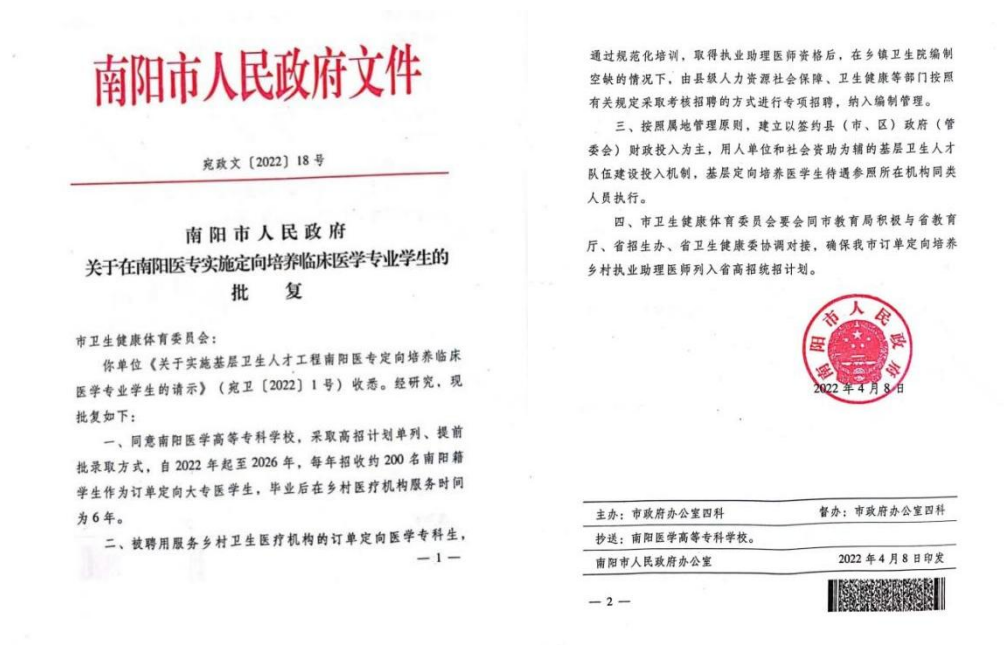 南阳市人民政府文件
宛政文〔2022〕18号
南阳市人民政府
关于在南阳医专实施定向培养临床医学专业学生的
批 复
市卫生健康体育委员会：
你单位《关于实施基层卫生人才工程南阳医专定向培养临床
医学专业学生的请示》（宛卫〔2022〕1号）收悉。经研究，现
批复如下：
一、同意南阳医学高等专科学校，采取高招计划单列、提前
批录取方式，自2022年起至2026年，每年招收约200名南阳籍
学生作为订单定向大专医学生，毕业后在乡村医疗机构服务时间
为6年。
二、被聘用服务乡村卫生医疗机构的订单定向医学专科生，
— 1 —
通过规范化培训，取得执业助理医师资格后，在乡镇卫生院编制
空缺的情况下，由县级人力资源社会保障、卫生健康等部门按照
有关规定采取考核招聘的方式进行专项招聘，纳入编制管理。
三、按照属地管理原则，建立以签约县（市、区）政府（管
委会）财政投入为主，用人单位和社会资助为辅的基层卫生人才
队伍建设投入机制，基层定向培养医学生待遇参照所在机构同类
人员执行。
四、市卫生健康体育委员会要会同市教育局积极与省教育
厅、省招生办、省卫生健康委协调对接，确保我市订单定向培养
乡村执业助理医师列入省高招统招计划。
南阳市人民政府
2022年4月8日
主办：市政府办公室四科 督办：市政府办公室四科
抄送：南阳医学高等专科学校。
南阳市人民政府办公室 2022年4月8日印发
— 2 —